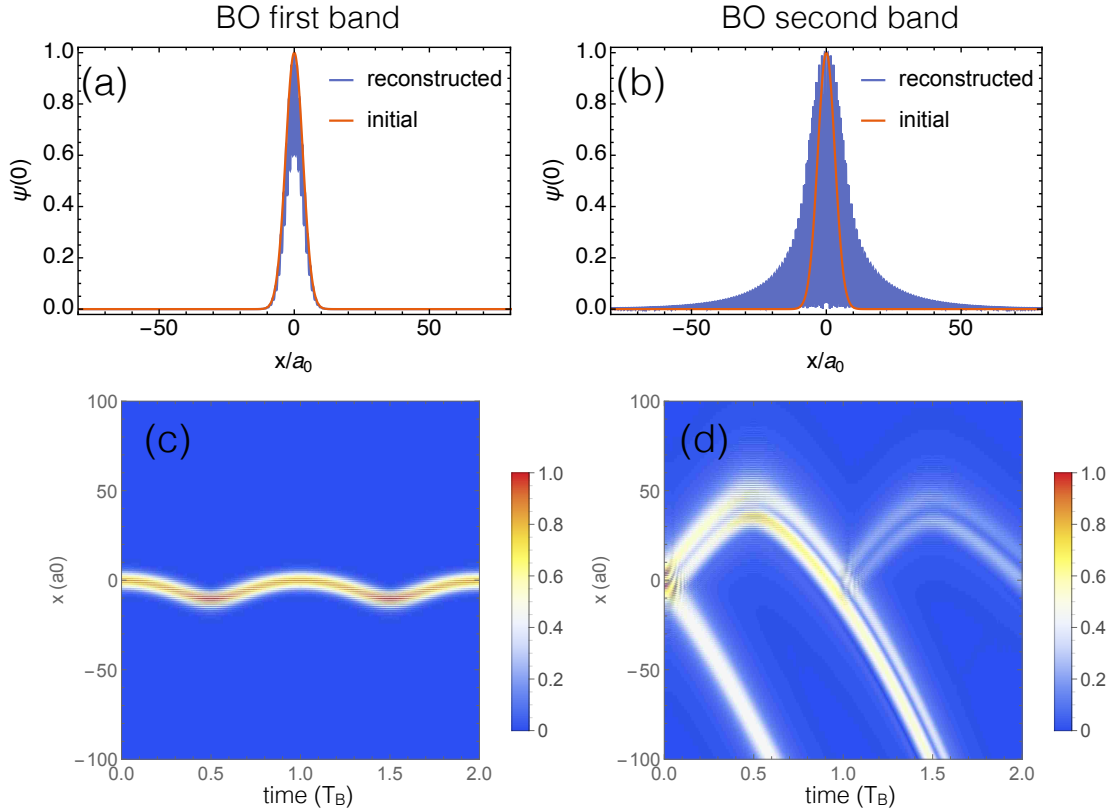 BO first band
BO second band
(a)
reconstructed
initial
ψ(0)
1.0
0.8
0.6
0.4
0.2
0.0
−50
0
50
x/a0
(b)
reconstructed
initial
ψ(0)
1.0
0.8
0.6
0.4
0.2
0.0
−50
0
50
x/a0
(c)
x (a0)
100
50
0
−50
−100
0.0
0.5
1.0
1.5
2.0
time (TB)
1.0
0.8
0.6
0.4
0.2
0
(d)
x (a0)
100
50
0
−50
−100
0.0
0.5
1.0
1.5
2.0
time (TB)
1.0
0.8
0.6
0.4
0.2
0